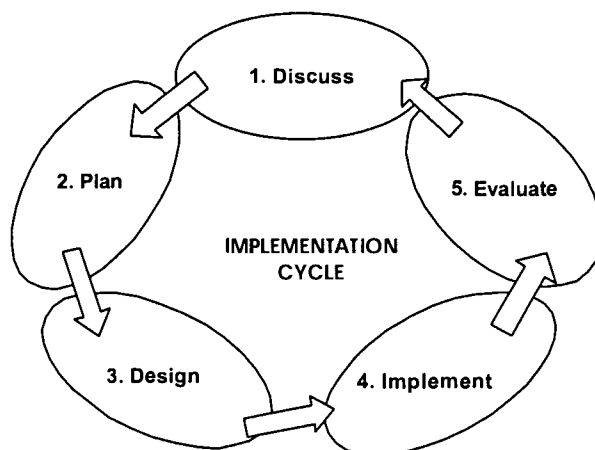 1. Discuss
2. Plan
3. Design
4. Implement
5. Evaluate
IMPLEMENTATION
CYCLE